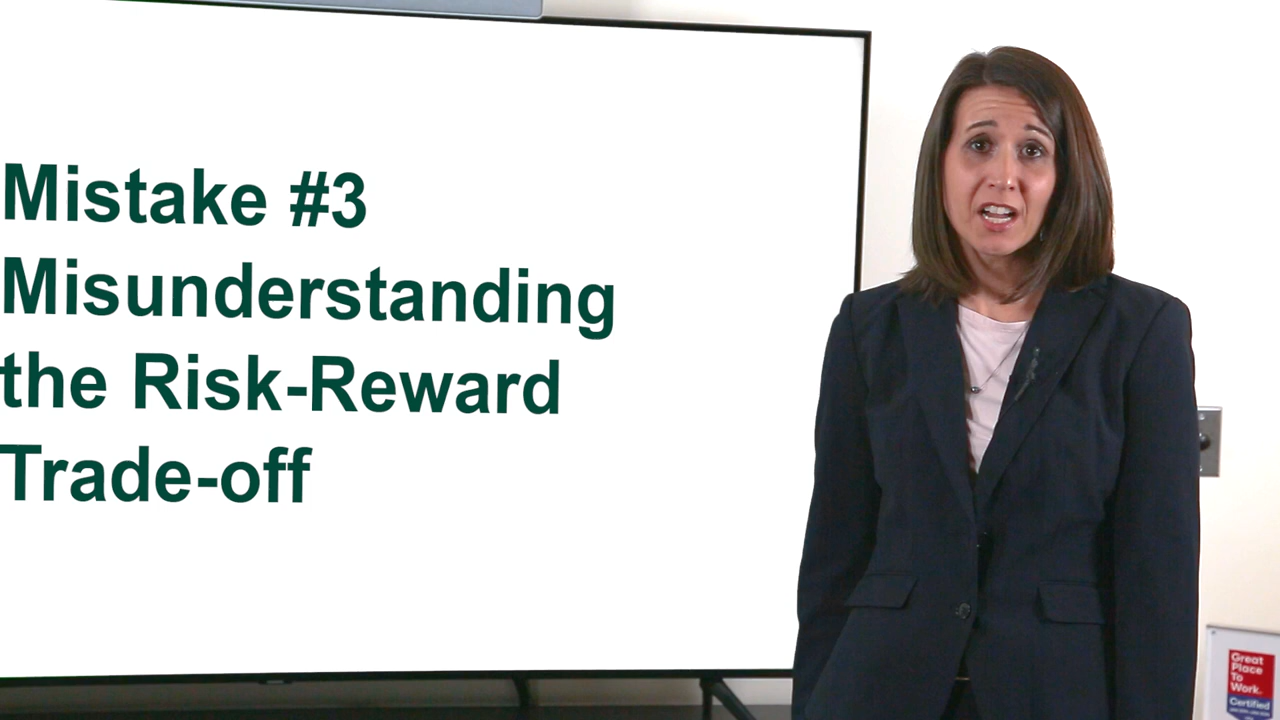 Mistake #3
Misunderstanding
the Risk-Reward
Trade-off
Great
Place
To
Work.
Certified